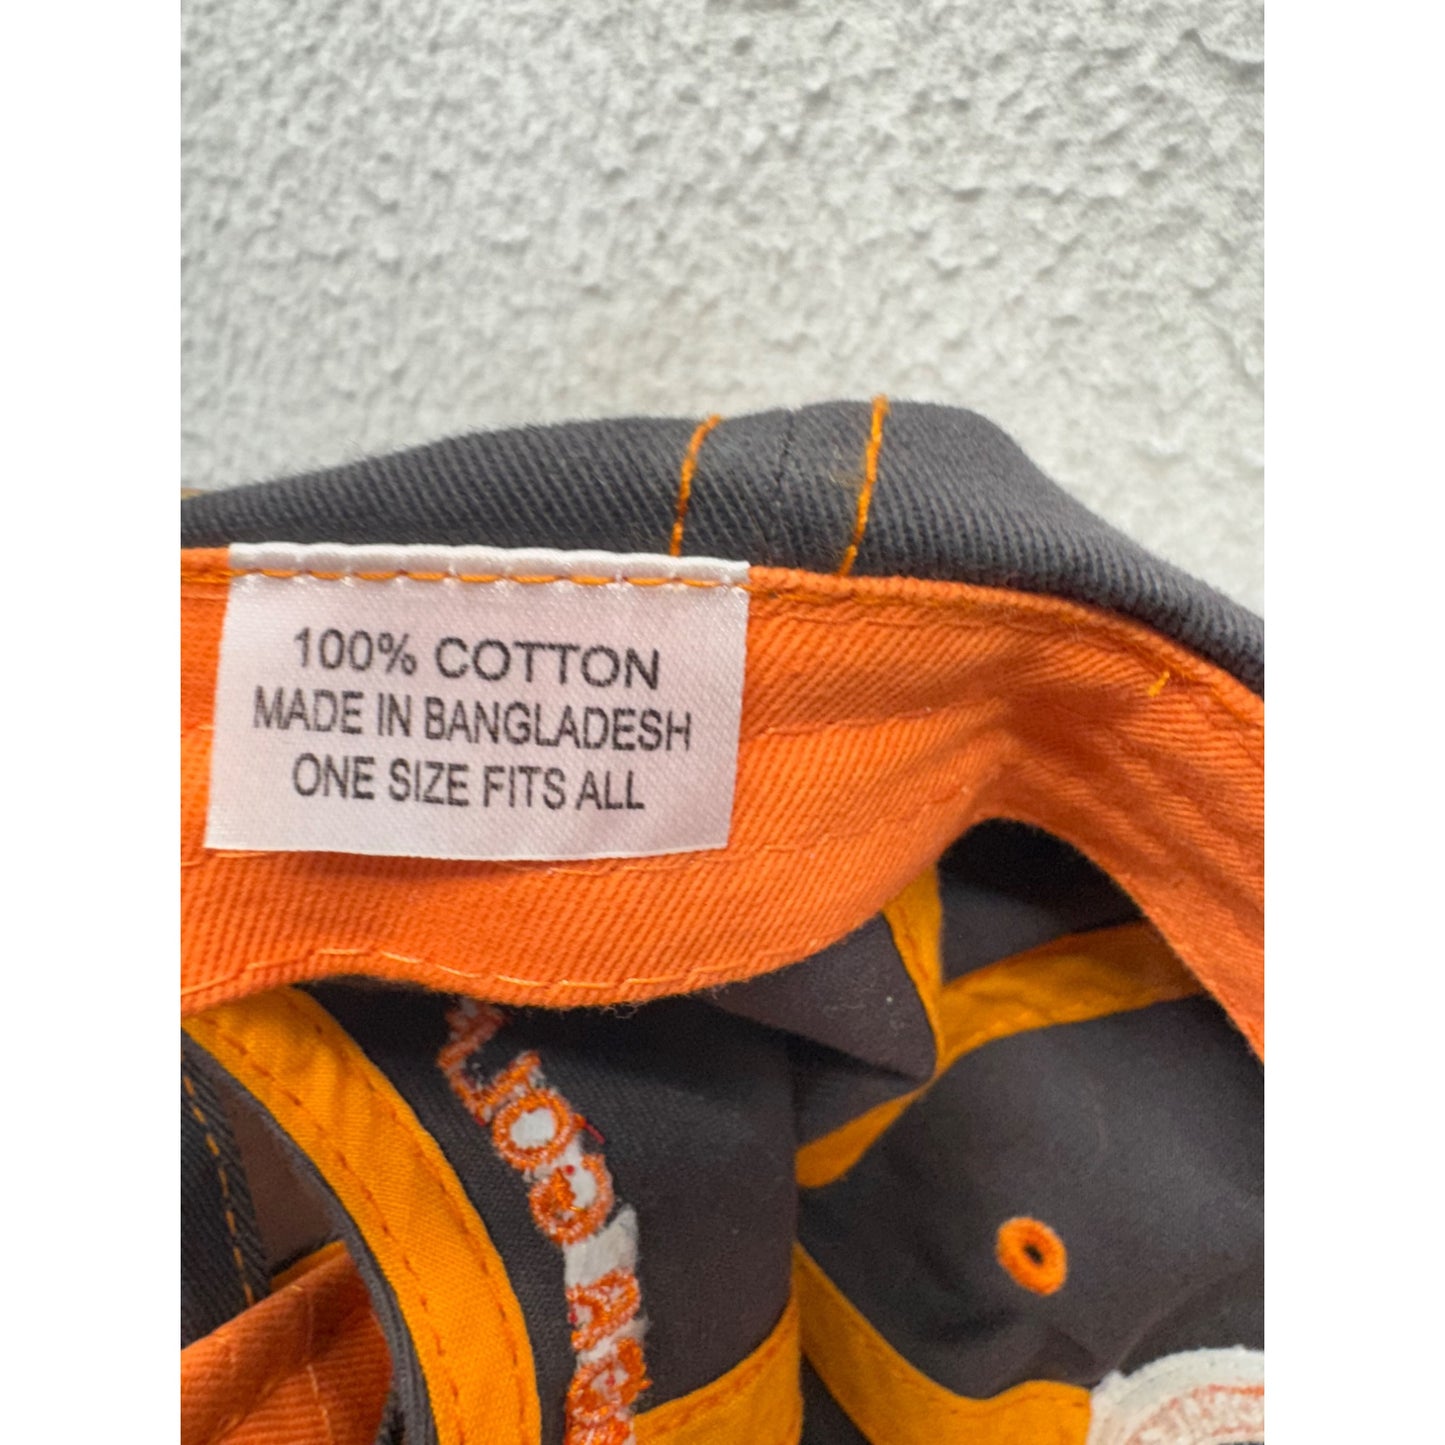 100% COTTON
MADE IN BANGLADESH
ONE SIZE FITS ALL